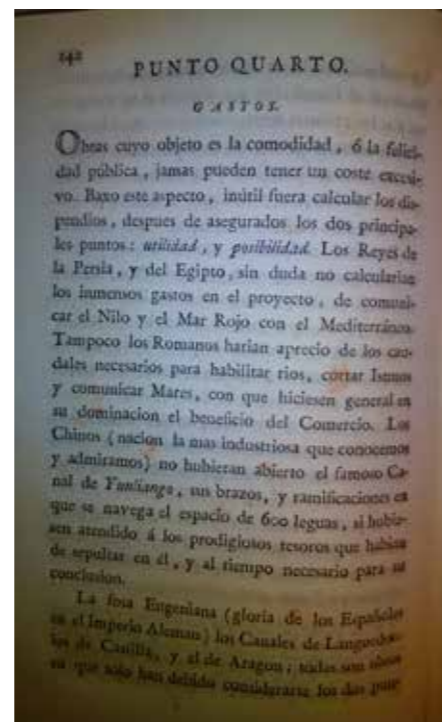 242
PUNTO QUARTO.
GASTOS.
Obras cuyo objeto es la comodidad, ó la felici-
dad pública, jamas pueden tener un coste excesi-
vo. Baxo este aspecto, inútil fuera calcular los dis-
pendios, despues de asegurados los dos principa-
les puntos: utilidad, y posibilidad. Los Reyes de
la Persia, y del Egipto, sin duda no calcularian
los inmensos gastos en el proyecto, de comuni-
car el Nilo y el Mar Rojo con el Mediterráneo.
Tampoco los Romanos harian aprecio de los cau-
dales necesarios para habilitar rios, cortar Ismos
y comunicar Mares, con que hiciesen general en
su dominacion el beneficio del Comercio. Los
Chinos (nacion la mas industriosa que conocemos
y admiramos) no hubieran abierto el famoso Ca-
nal de Yunlianga, sus brazos, y ramificaciones en
que se navega el espacio de 600 leguas, si hubie-
sen atendido á los prodigiosos tesoros que habian
de sepultar en él, y al tiempo necesario para su
conclusion.
La fosa Eugeniana (gloria de los Españoles
en el Imperio Aleman) los Canales de
de Castilla, y el de Aragon; todas son obras
en que solo han debido considerarse los dos pun-